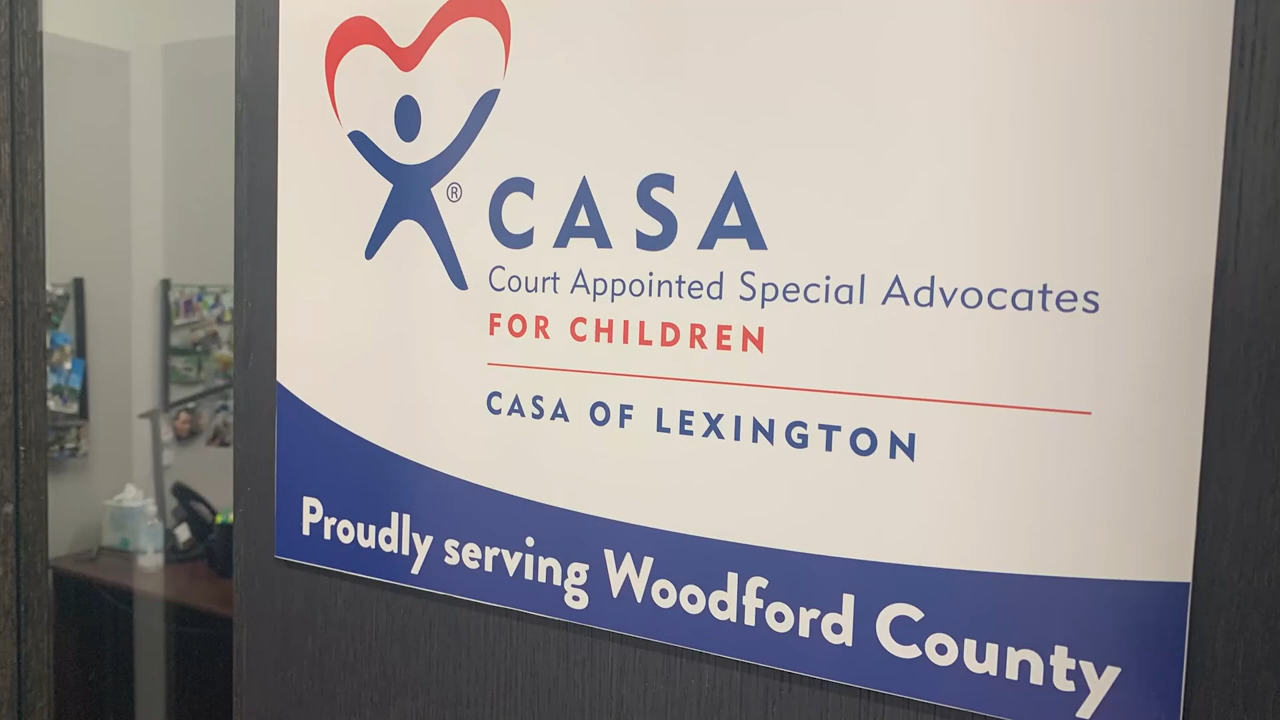 ®
CASA
Court Appointed Special Advocates
FOR CHILDREN
CASA OF LEXINGTON
Proudly serving Woodford County